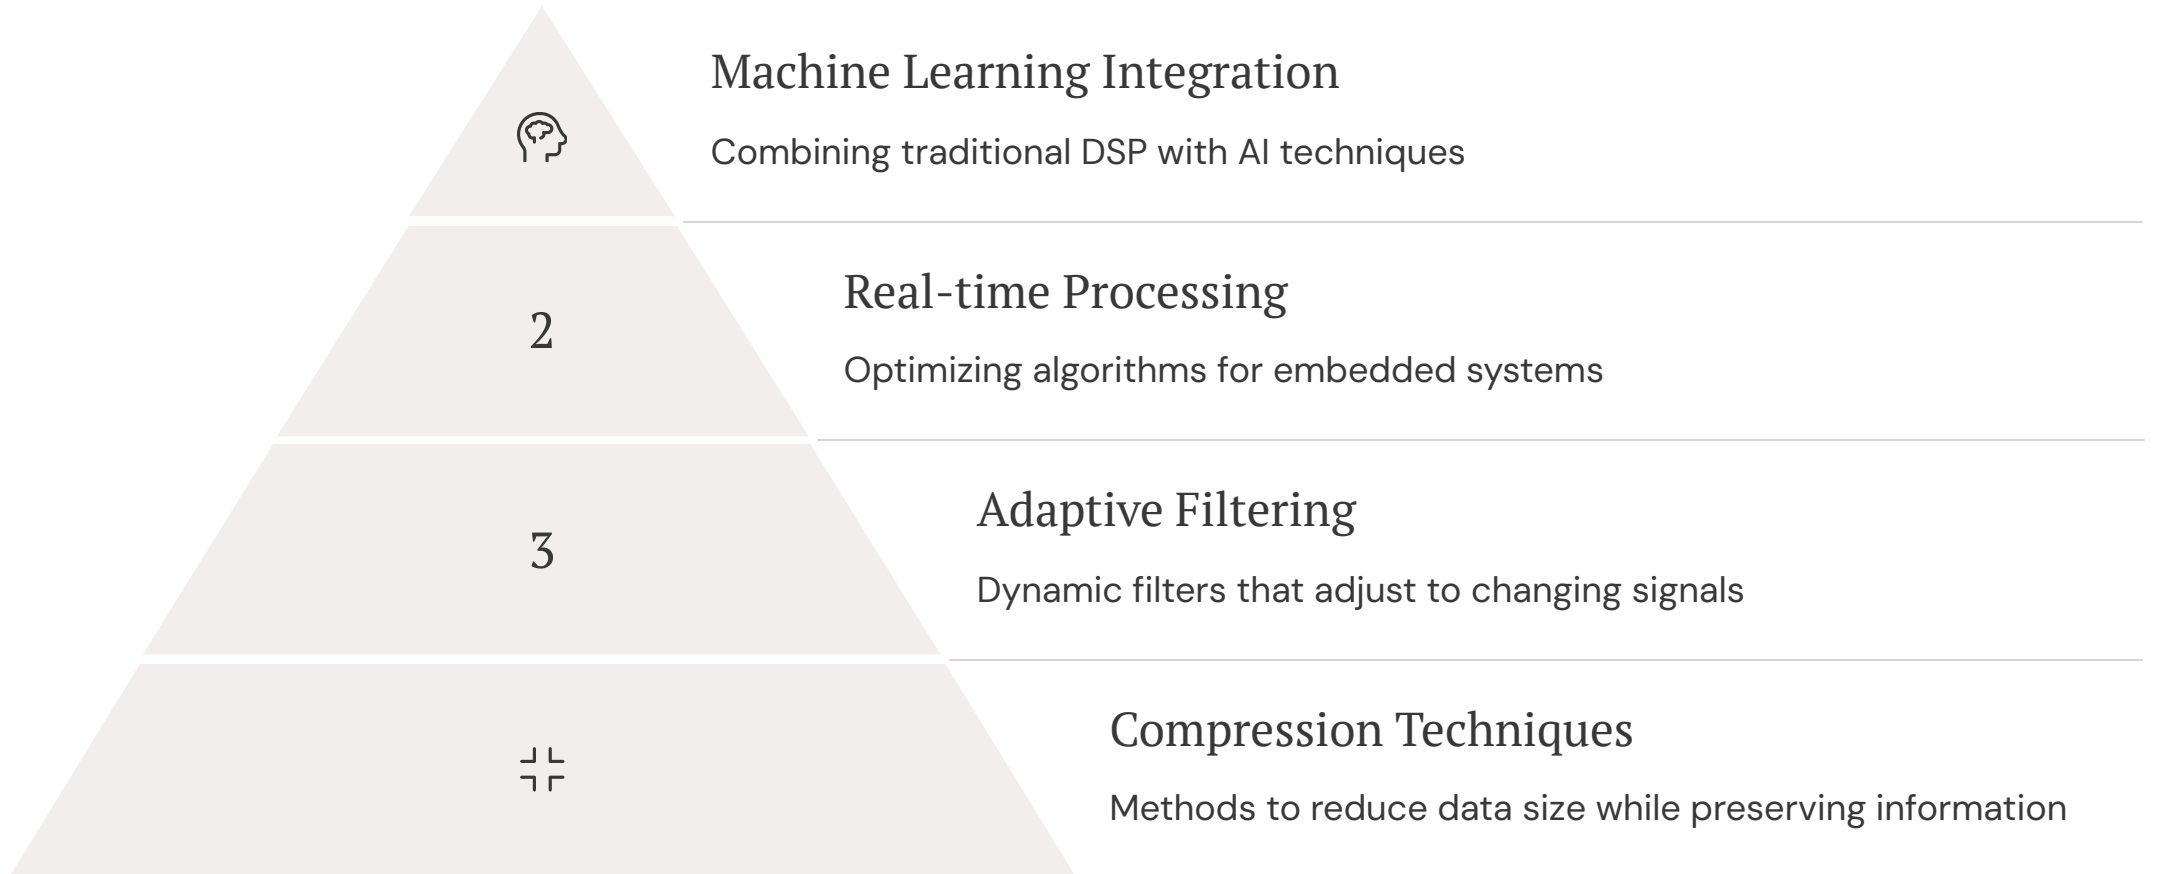 Machine Learning Integration
Combining traditional DSP with AI techniques
2
Real-time Processing
Optimizing algorithms for embedded systems
3
Adaptive Filtering
Dynamic filters that adjust to changing signals
Compression Techniques
Methods to reduce data size while preserving information